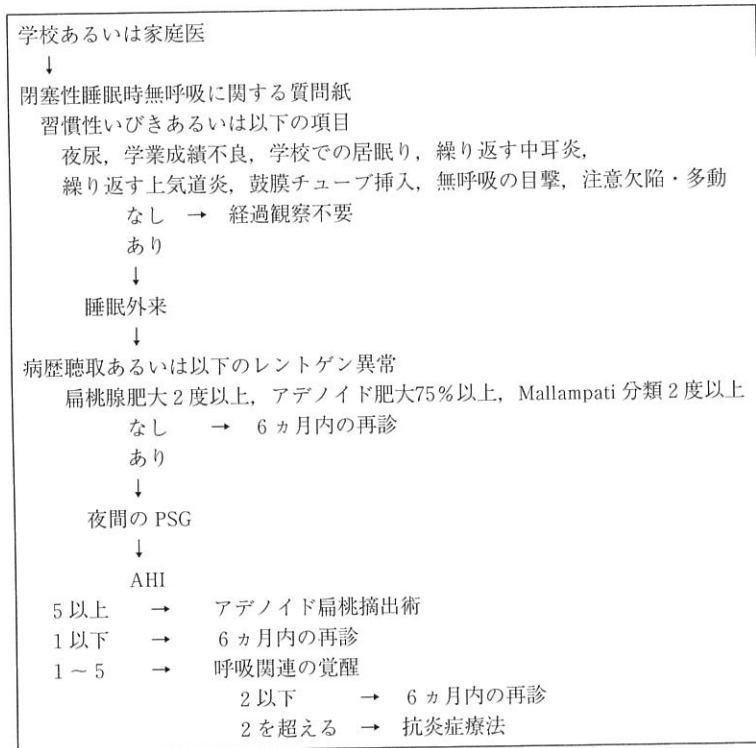 学校あるいは家庭医
↓
閉塞性睡眠時無呼吸に関する質問紙
習慣性いびきあるいは以下の項目
夜尿，学業成績不良，学校での居眠り，繰り返す中耳炎，
繰り返す上気道炎，鼓膜チューブ挿入，無呼吸の目撃，注意欠陥・多動
なし → 経過観察不要
あり
↓
睡眠外来
↓
病歴聴取あるいは以下のレントゲン異常
扁桃腺肥大２度以上，アデノイド肥大75％以上，Mallampati 分類２度以上
なし → ６ヵ月内の再診
あり
↓
夜間の PSG
↓
AHI
５以上 → アデノイド扁桃摘出術
１以下 → ６ヵ月内の再診
１～５ → 呼吸関連の覚醒
２以下 → ６ヵ月内の再診
２を超える → 抗炎症療法